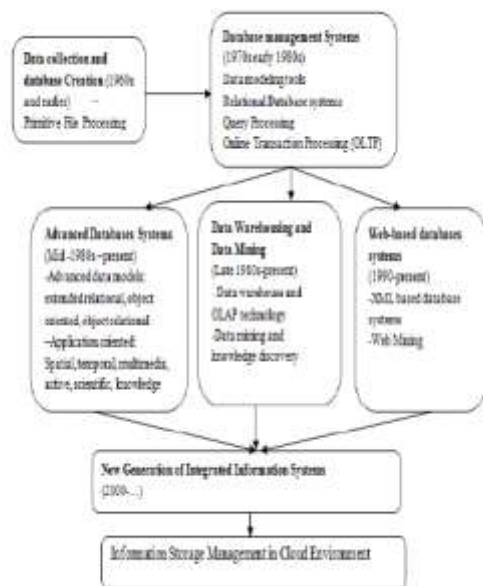 Data collection and
database Creation (1960s
and earlier) –
Primitive File Processing
Database management Systems
(1970s early 1980s)
Data modeling tools
Relational Database systems
Query Processing
Online Transaction Processing (OLTP)
Advanced Databases Systems
(Mid -1980s –present)
-Advanced data models:
extended relational, object
oriented, object relational
–Application oriented:
Spatial, temporal, multimedia,
active, scientific, knowledge
Data Warehousing and
Data Mining
(Late 1980s-present)
-Data warehouse and
OLAP technology
-Data mining and
knowledge discovery
Web-based databases
systems
(1990-present)
-XML based database
systems
-Web Mining
New Generation of Integrated Information Systems
(2000-...)
Information Storage Management in Cloud Environment